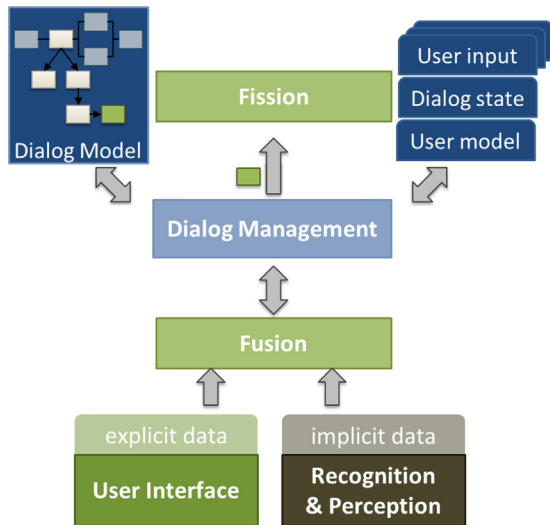 User input
Fission
Dialog state
Dialog Model
User model
Dialog Management
Fusion
explicit data
implicit data
User Interface
Recognition
& Perception